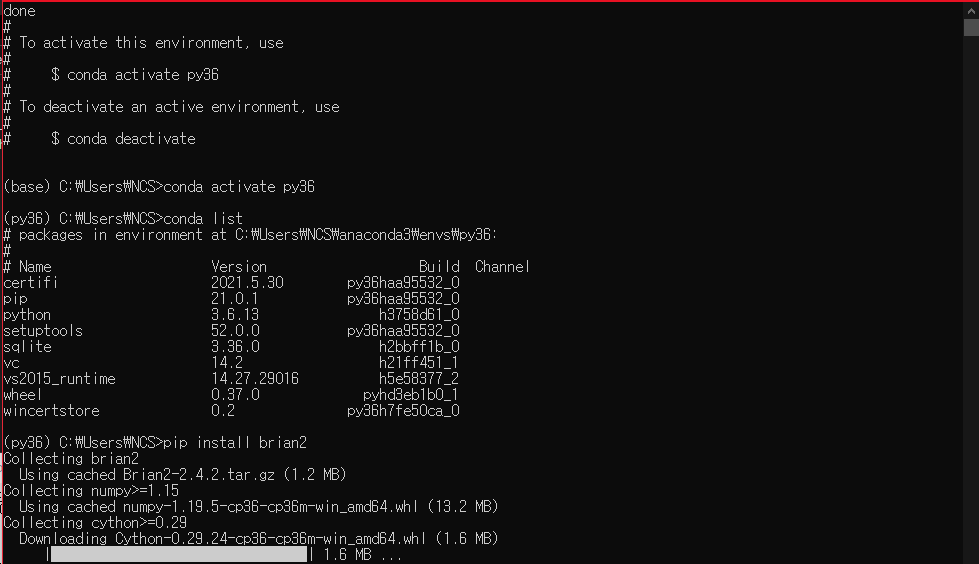 done
#
# To activate this environment, use
#
#     $ conda activate py36
#
# To deactivate an active environment, use
#
#     $ conda deactivate
(base) C:₩Users₩NCS>conda activate py36
(py36) C:₩Users₩NCS>conda list
# packages in environment at C:₩Users₩NCS₩anaconda3₩envs₩py36:
#
# Name                    Version                   Build  Channel
certifi                   2021.5.30        py36haa95532_0
pip                       21.0.1           py36haa95532_0
python                    3.6.13               h3758d61_0
setuptools                52.0.0           py36haa95532_0
sqlite                    3.36.0               h2bbff1b_0
vc                        14.2                 h21ff451_1
vs2015_runtime            14.27.29016          h5e58377_2
wheel                     0.37.0             pyhd3eb1b0_1
wincertstore              0.2              py36h7fe50ca_0
(py36) C:₩Users₩NCS>pip install brian2
Collecting brian2
  Using cached Brian2-2.4.2.tar.gz (1.2 MB)
Collecting numpy>=1.15
  Using cached numpy-1.19.5-cp36-cp36m-win_amd64.whl (13.2 MB)
Collecting cython>=0.29
  Downloading Cython-0.29.24-cp36-cp36m-win_amd64.whl (1.6 MB)
     |████████████████████████████████| 1.6 MB ...